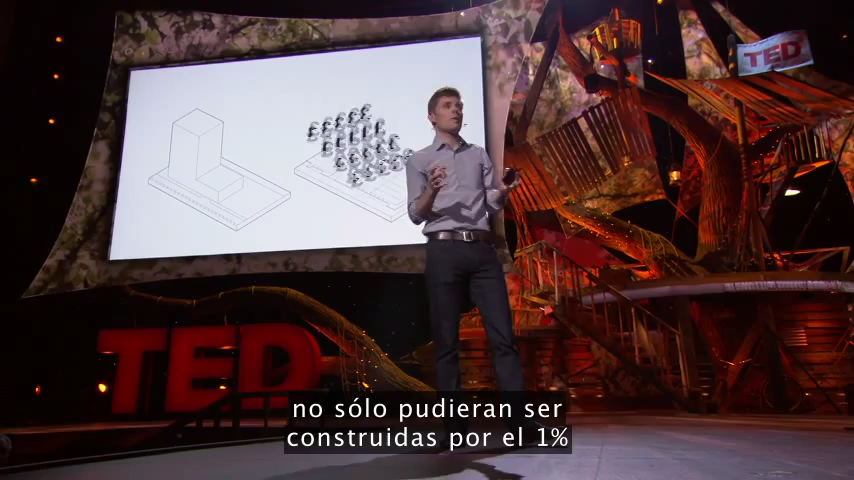 TED
TED
no sólo pudieran ser
construidas por el 1%